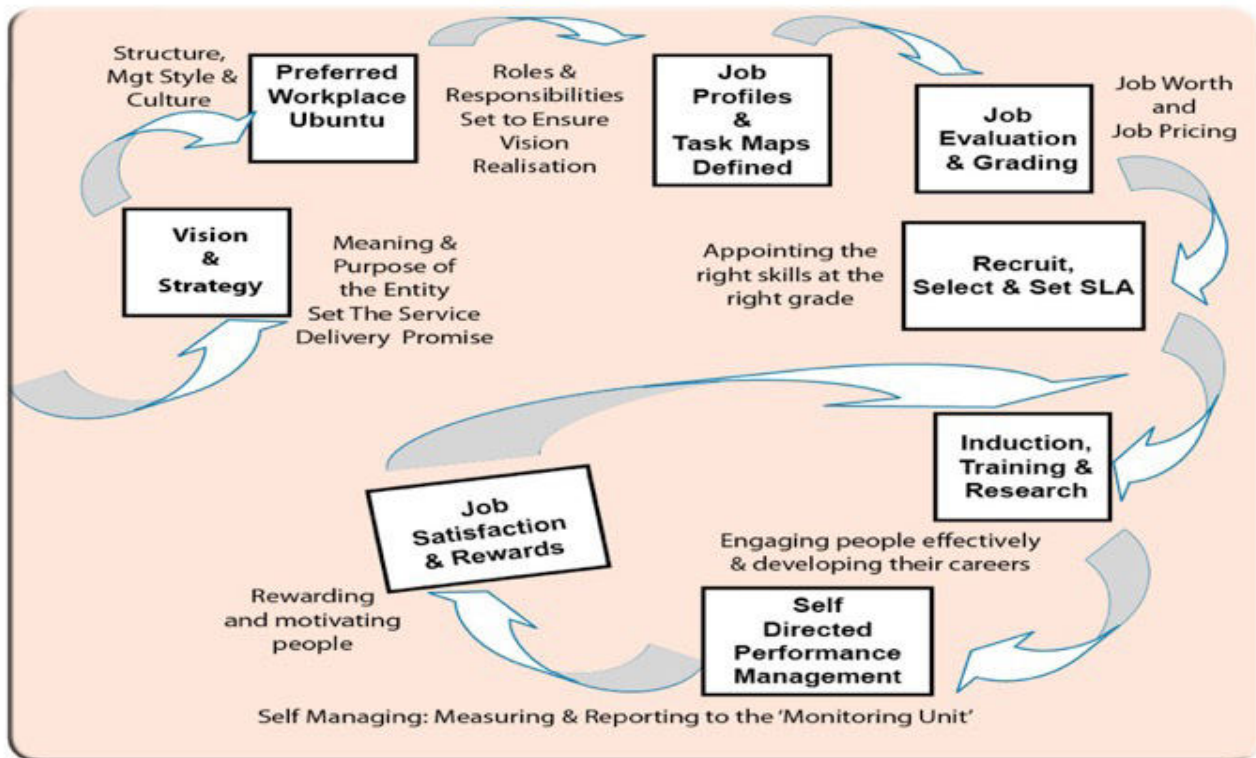 Structure,
Mgt Style &
Culture
Preferred
Workplace
Ubuntu
Roles &
Responsibilities
Set to Ensure
Vision
Realisation
Job
Profiles
&
Task Maps
Defined
Job
Evaluation
& Grading
Job Worth
and
Job Pricing
Vision
&
Strategy
Meaning &
Purpose of
the Entity
Set The Service
Delivery Promise
Appointing the
right skills at the
right grade
Recruit,
Select & Set SLA
Induction,
Training &
Research
Engaging people effectively
& developing their careers
Self
Directed
Performance
Management
Job
Satisfaction
& Rewards
Rewarding
and motivating
people
Self Managing: Measuring & Reporting to the ‘Monitoring Unit’